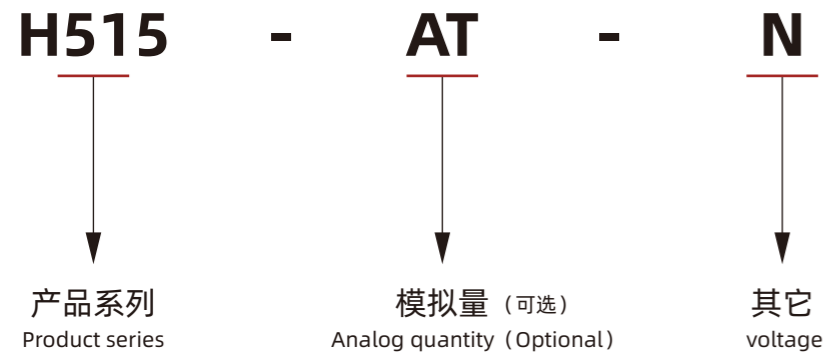 H515 - AT - N
产品系列 模拟量（可选） 其它
Product series Analog quantity（Optional） voltage